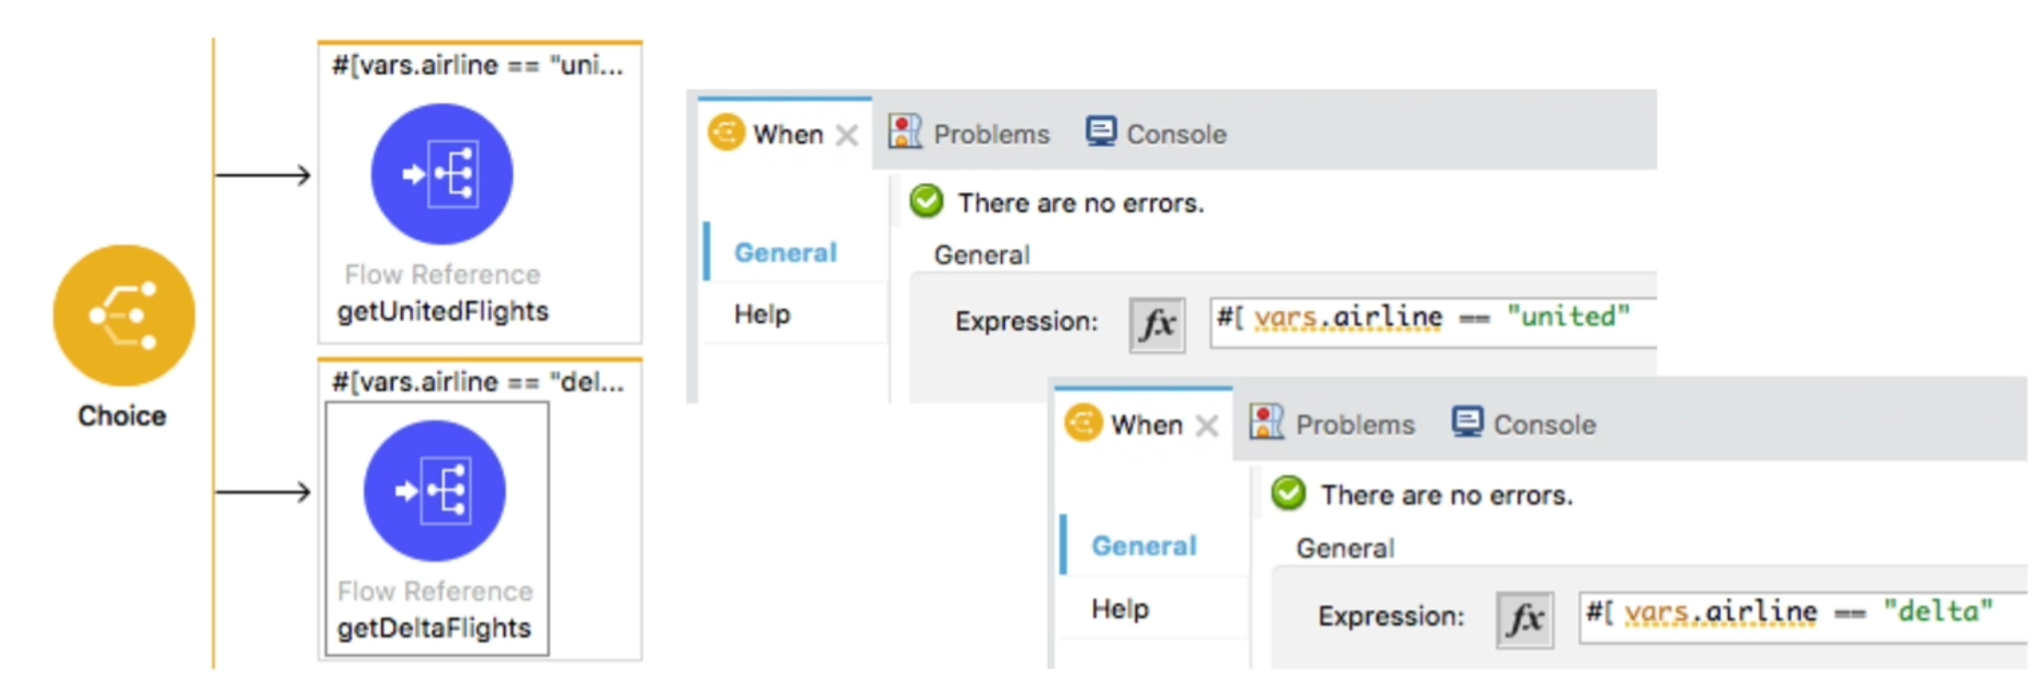 #[vars.airline == "uni...
Flow Reference
getUnitedFlights
Choice
#[vars.airline == "del...
Flow Reference
getDeltaFlights
When Problems Console
There are no errors.
General
General
Help
Expression: fx #[ vars.airline == "united"
When Problems Console
There are no errors.
General
General
Help
Expression: fx #[ vars.airline == "delta"